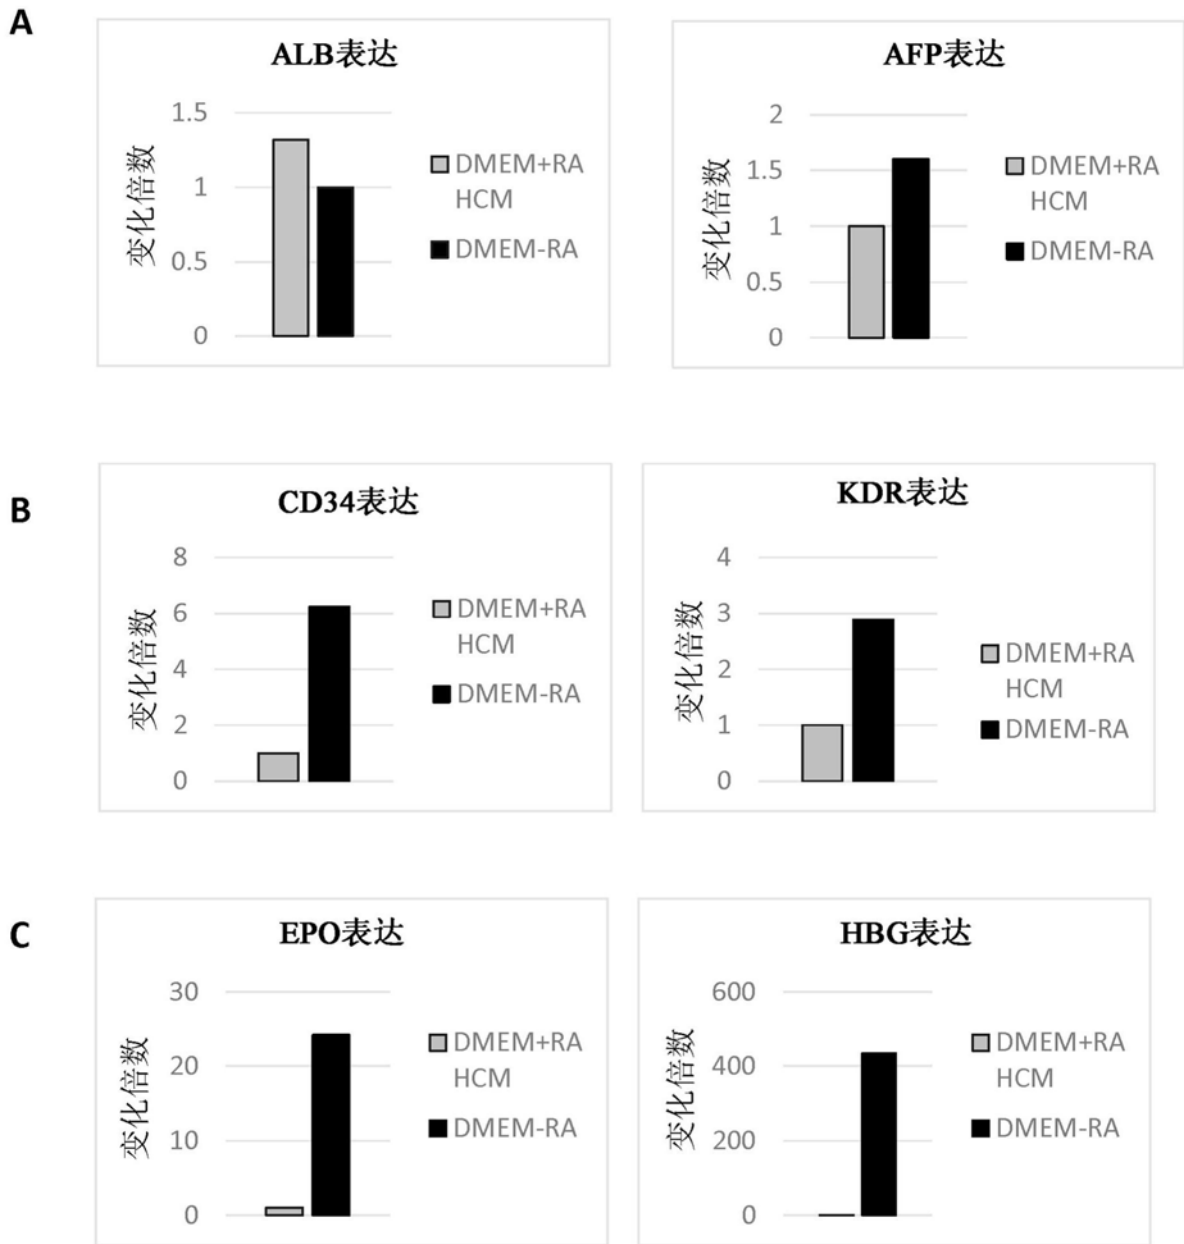 A
ALB表达
变化倍数
1.5
1
0.5
0
DMEM+RA
HCM
DMEM-RA
AFP表达
变化倍数
2
1.5
1
0.5
0
DMEM+RA
HCM
DMEM-RA
B
CD34表达
变化倍数
8
6
4
2
0
DMEM+RA
HCM
DMEM-RA
KDR表达
变化倍数
4
3
2
1
0
DMEM+RA
HCM
DMEM-RA
C
EPO表达
变化倍数
30
20
10
0
DMEM+RA
HCM
DMEM-RA
HBG表达
变化倍数
600
400
200
0
DMEM+RA
HCM
DMEM-RA